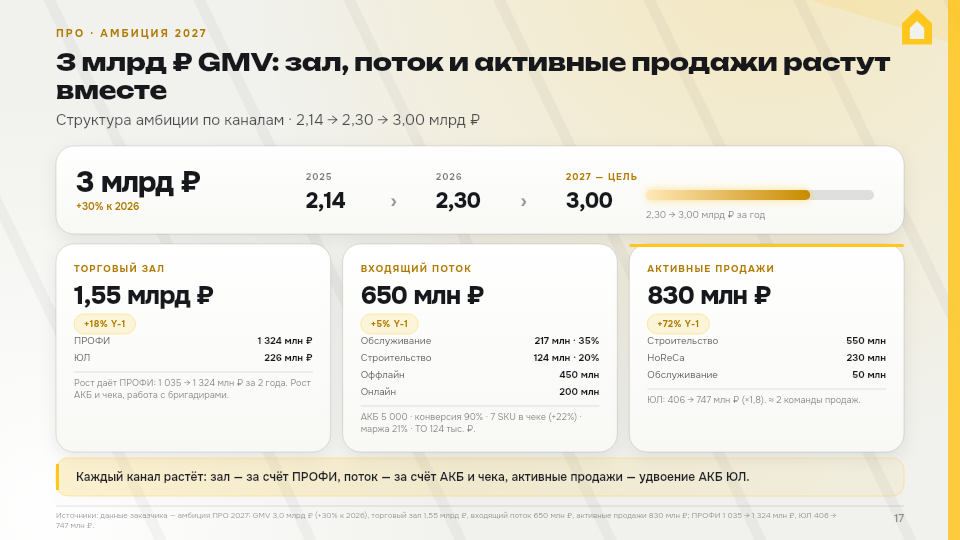 ПРО · АМБИЦИЯ 2027
3 млрд ₽ GMV: зал, поток и активные продажи растут
вместе
Структура амбиции по каналам · 2,14 → 2,30 → 3,00 млрд ₽
3 млрд ₽
+30% к 2026
2025
2,14
›
2026
2,30
›
2027 — ЦЕЛЬ
3,00
2,30 → 3,00 млрд ₽ за год
ТОРГОВЫЙ ЗАЛ
1,55 млрд ₽
+18% Y-1
ПРОФИ 1 324 млн ₽
ЮЛ 226 млн ₽
Рост даёт ПРОФИ: 1 035 → 1 324 млн ₽ за 2 года. Рост
АКБ и чека, работа с бригадирами.
ВХОДЯЩИЙ ПОТОК
650 млн ₽
+5% Y-1
Обслуживание 217 млн · 35%
Строительство 124 млн · 20%
Оффлайн 450 млн
Онлайн 200 млн
АКБ 5 000 · конверсия 90% · 7 SKU в чеке (+22%) ·
маржа 21% · ТО 124 тыс. ₽.
АКТИВНЫЕ ПРОДАЖИ
830 млн ₽
+72% Y-1
Строительство 550 млн
HoReCa 230 млн
Обслуживание 50 млн
ЮЛ: 406 → 747 млн ₽ (×1,8). ≈ 2 команды продаж.
Каждый канал растёт: зал — за счёт ПРОФИ, поток — за счёт АКБ и чека, активные продажи — удвоение АКБ ЮЛ.
Источники: данные заказчика — амбиция ПРО 2027: GMV 3,0 млрд ₽ (+30% к 2026), торговый зал 1,55 млрд ₽, входящий поток 650 млн ₽, активные продажи 830 млн ₽; ПРОФИ 1 035 → 1 324 млн ₽, ЮЛ 406 →
747 млн ₽.
17